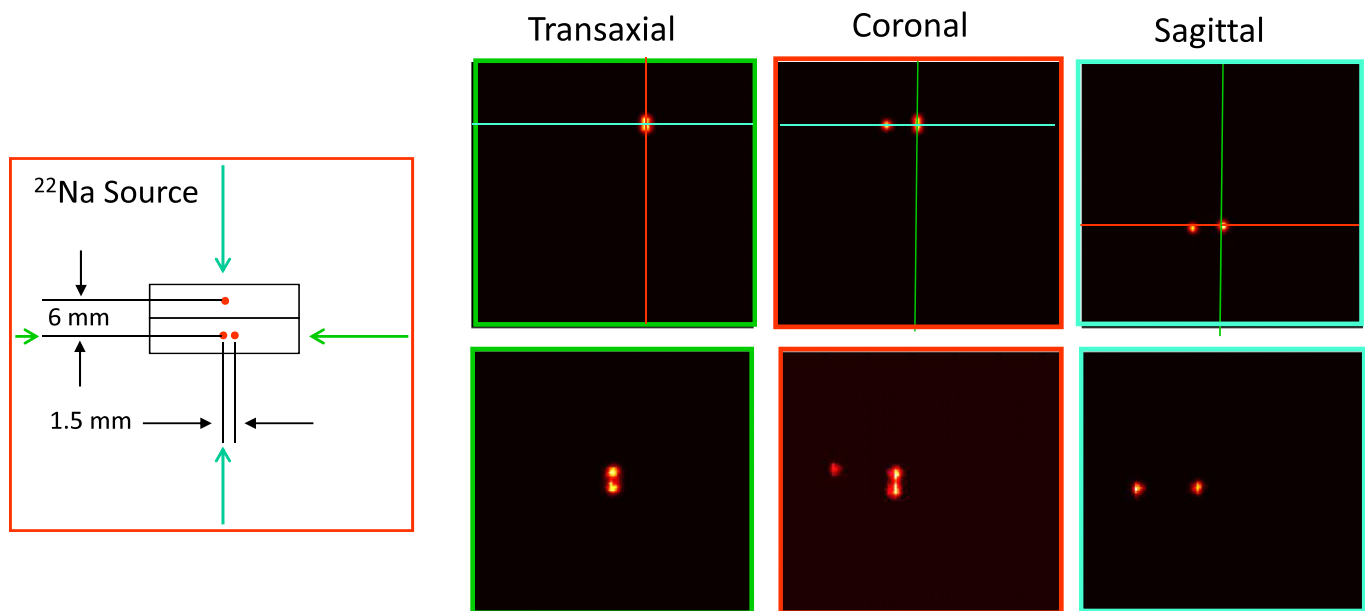 Transaxial
Coronal
Sagittal
²²Na Source
6 mm
1.5 mm